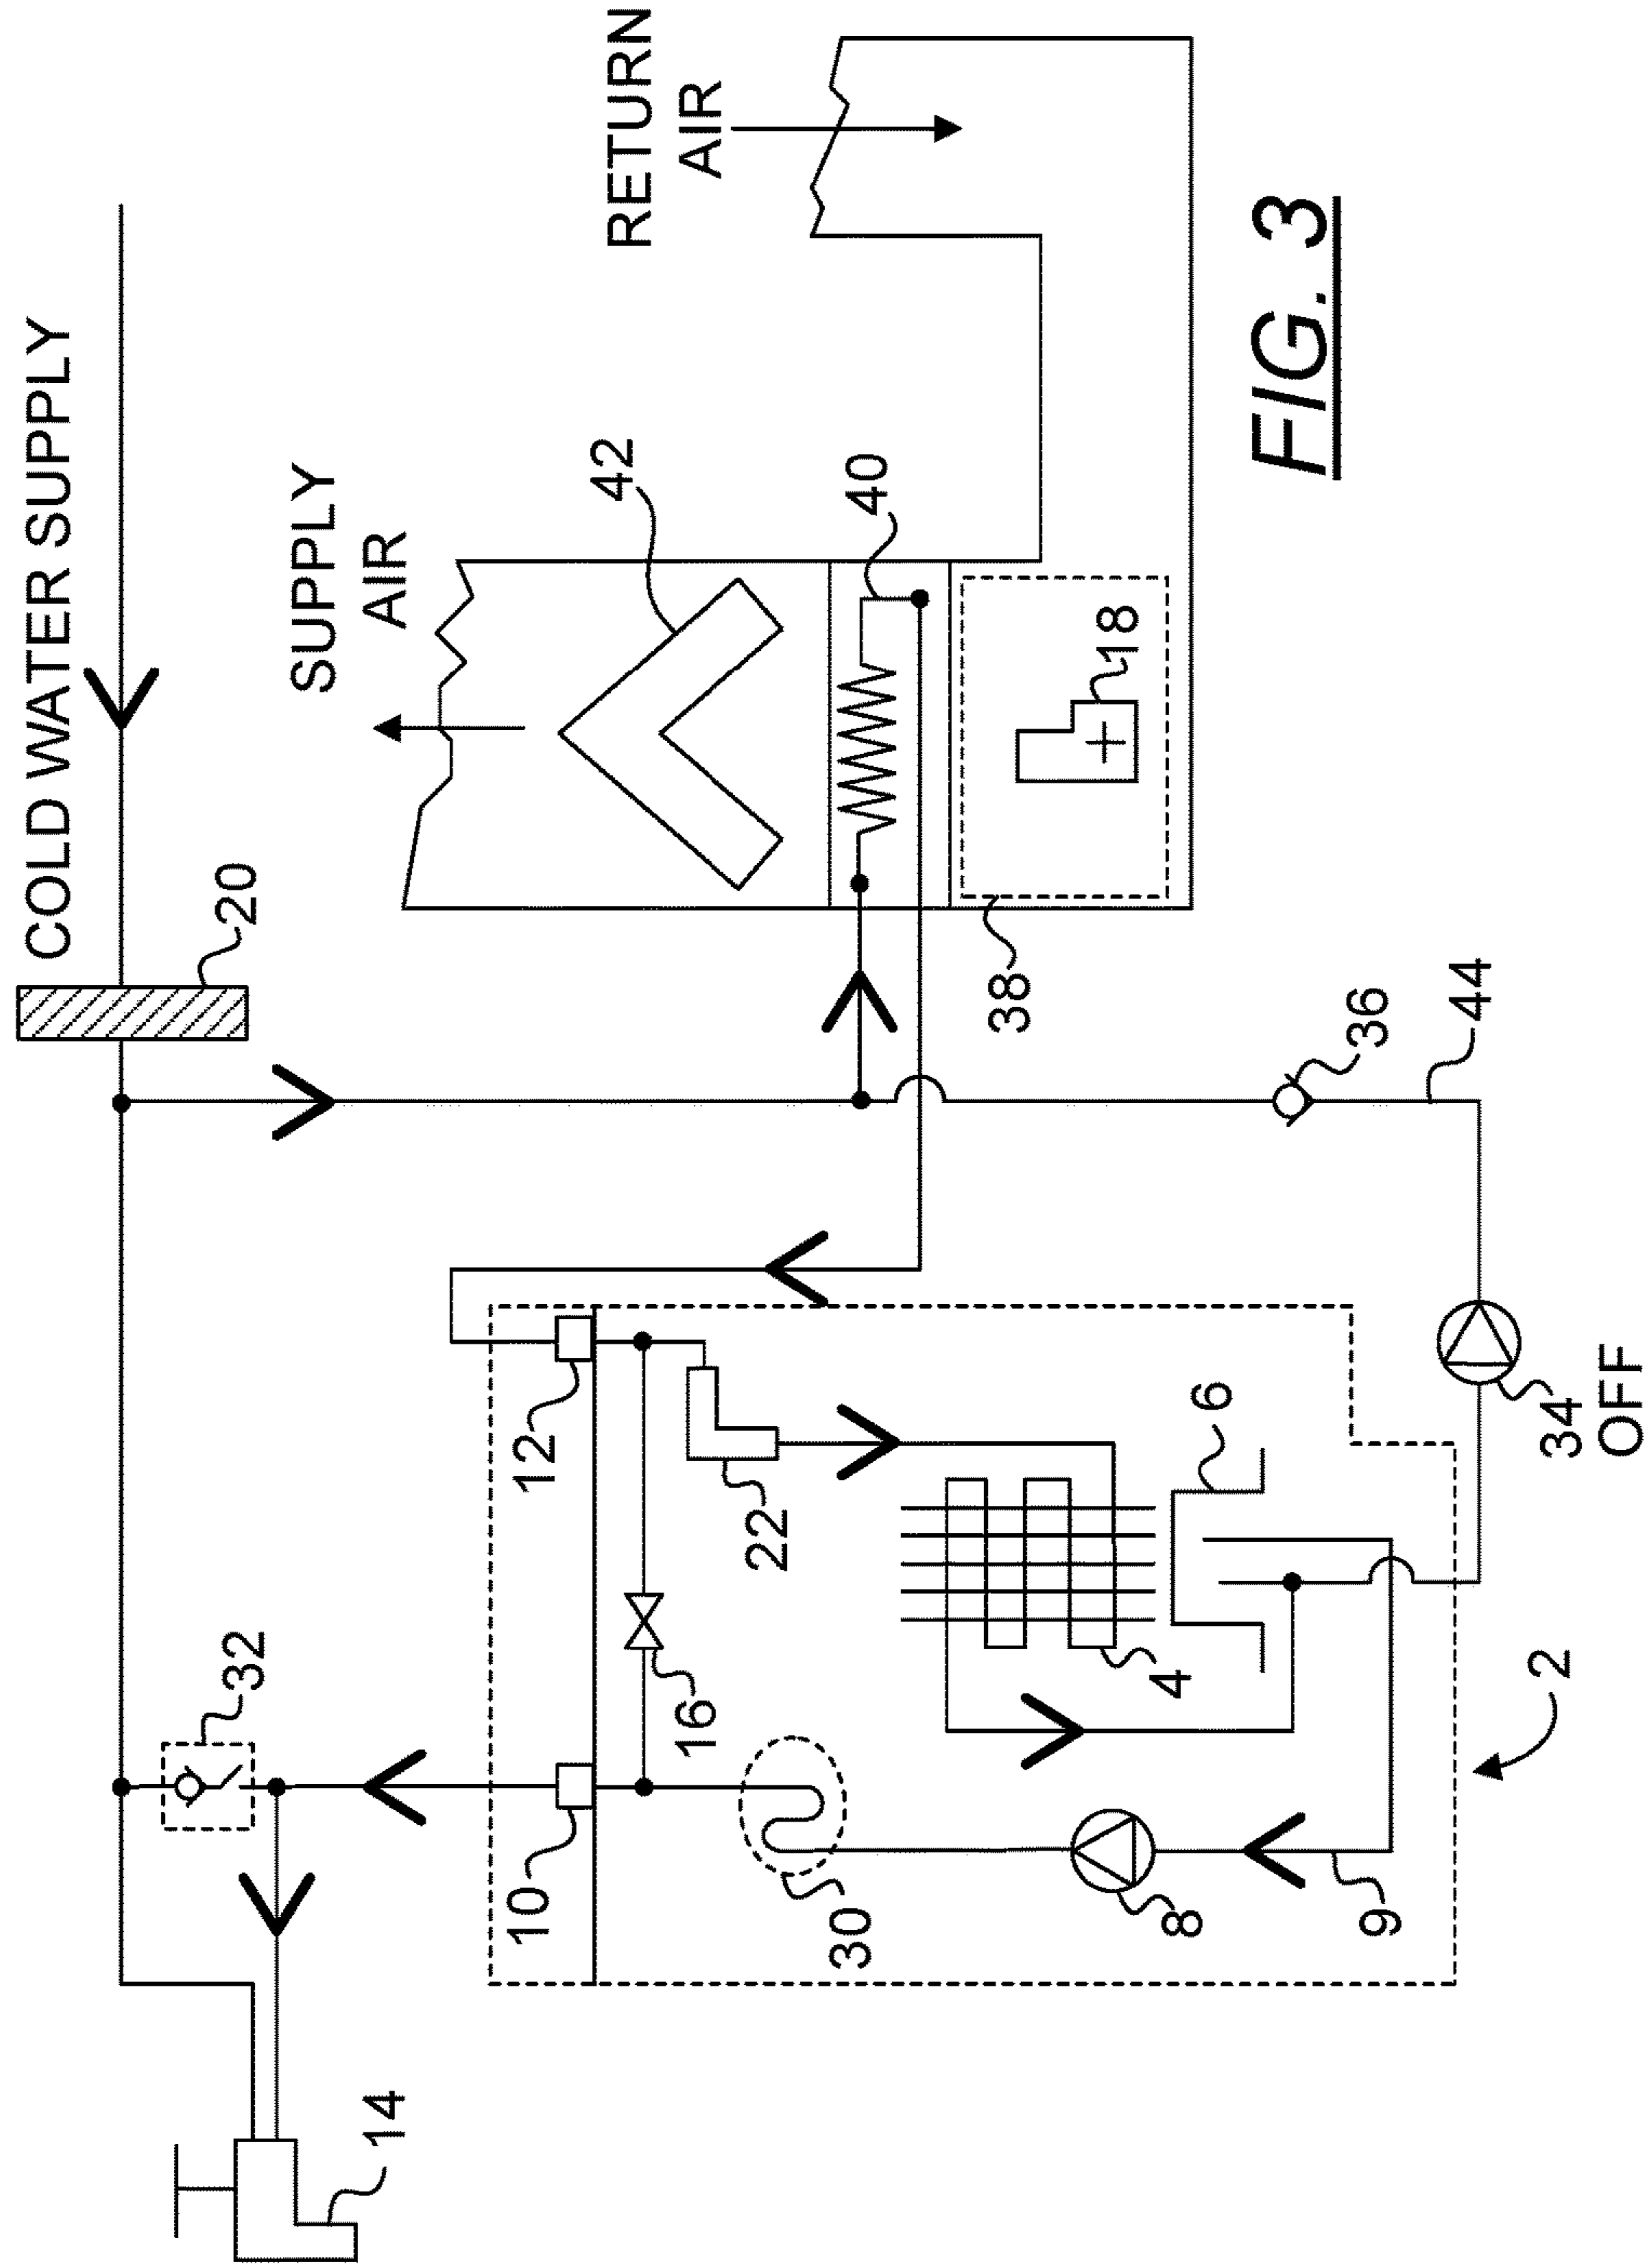 COLD WATER SUPPLY
RETURN
AIR
SUPPLY
AIR
20
42
40
18
38
36
44
32
12
22
16
6
4
34
OFF
2
10
30
8
9
14
FIG. 3